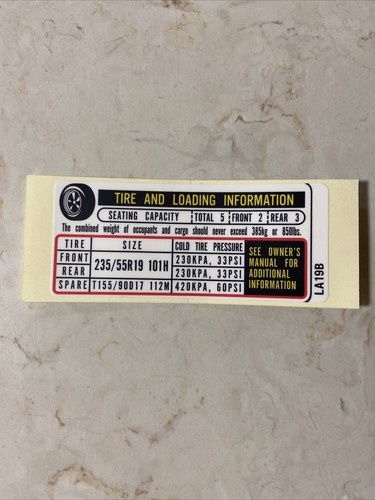 TIRE AND LOADING INFORMATION
SEATING CAPACITY TOTAL 5 FRONT 2 REAR 3
The combined weight of occupants and cargo should never exceed 385kg or 850lbs.
TIRE SIZE COLD TIRE PRESSURE
FRONT 235/55R19 101H 230KPA, 33PSI
REAR 230KPA, 33PSI
SPARE T155/90D17 112M 420KPA, 60PSI
SEE OWNER'S
MANUAL FOR
ADDITIONAL
INFORMATION
LA19B